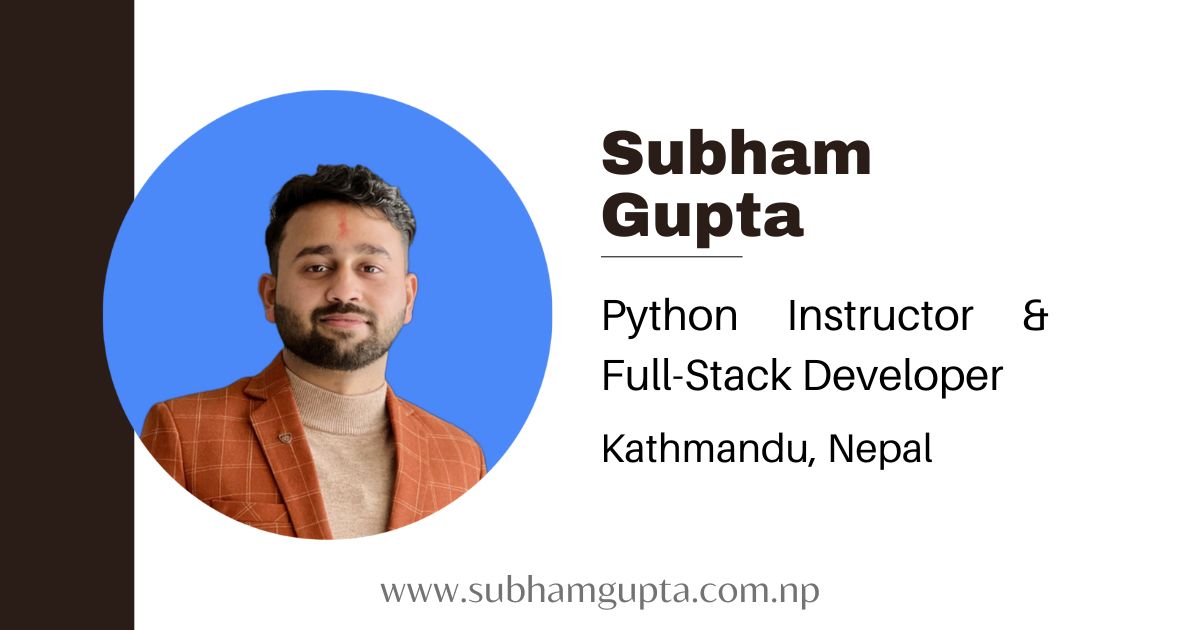 Subham
Gupta
Python Instructor &
Full-Stack Developer
Kathmandu, Nepal
www.subhamgupta.com.np